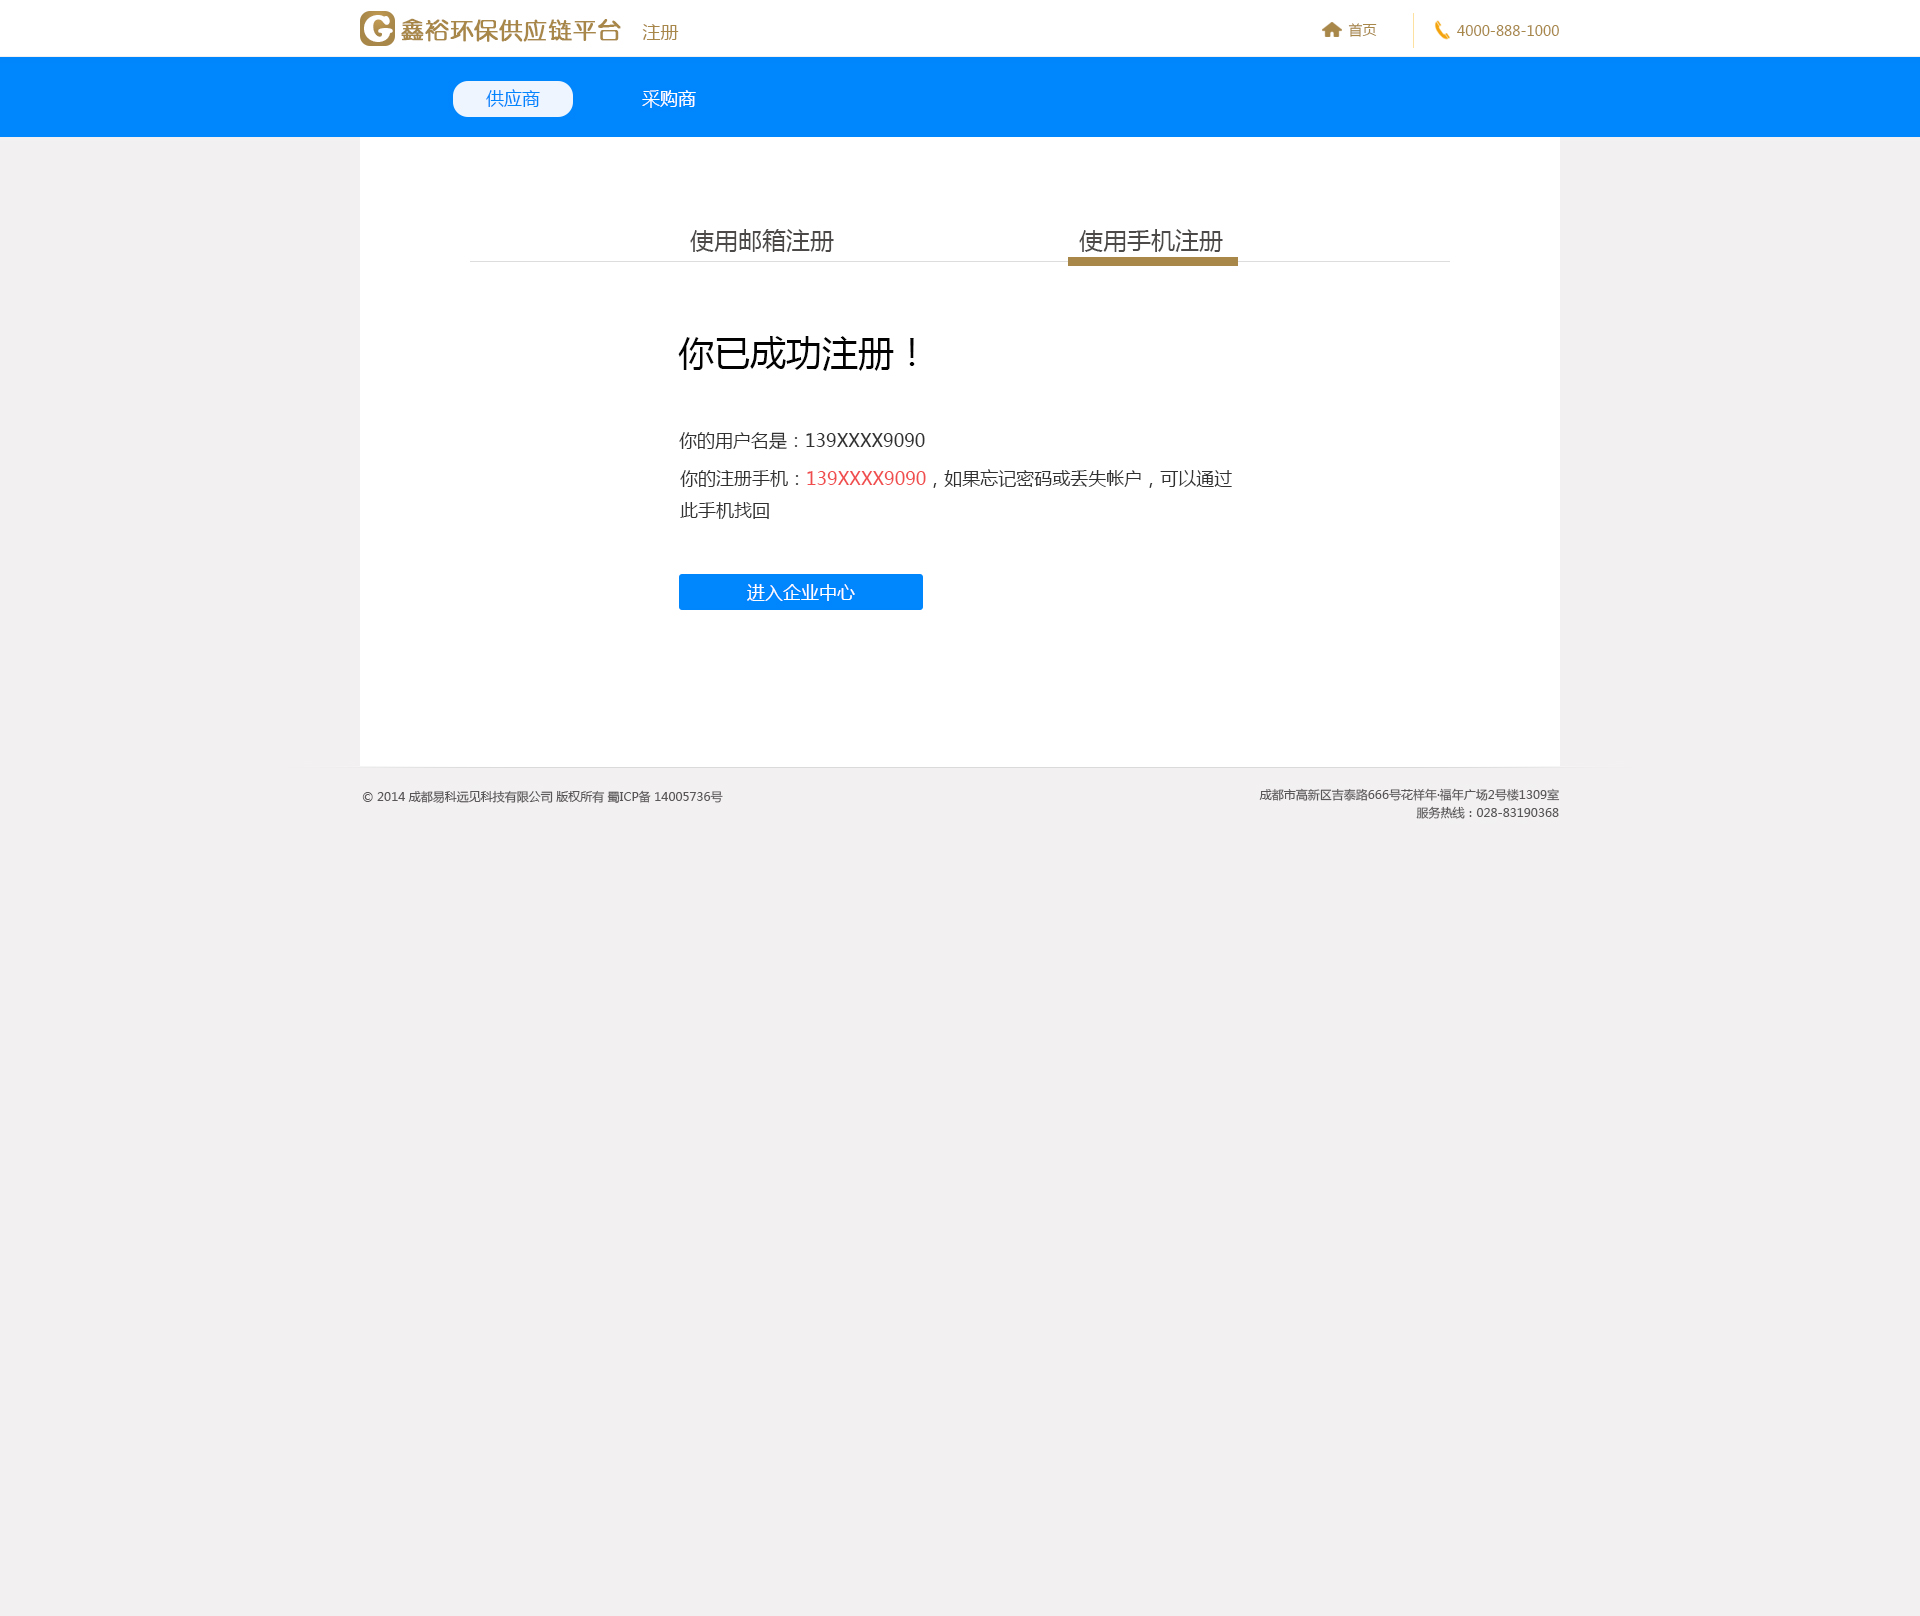 鑫裕环保供应链平台 注册 首页 4000-888-1000
供应商 采购商
使用邮箱注册 使用手机注册
你已成功注册！
你的用户名是：139XXXX9090
你的注册手机：139XXXX9090，如果忘记密码或丢失帐户，可以通过
此手机找回
进入企业中心
© 2014 成都易科远见科技有限公司 版权所有 蜀ICP备 14005736号
成都市高新区吉泰路666号花样年·福年广场2号楼1309室
服务热线：028-83190368